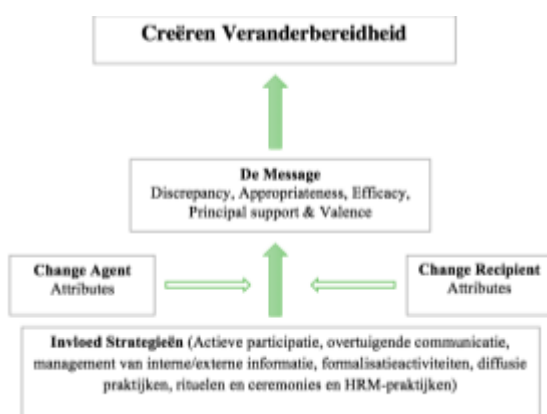 Creëren Veranderbereidheid
De Message
Discrepancy, Appropriateness, Efficacy,
Principal support & Valence
Change Agent
Attributes
Change Recipient
Attributes
Invloed Strategieën (Actieve participatie, overtuigende communicatie,
management van interne/externe informatie, formalisatieactiviteiten, diffusie
praktijken, rituelen en ceremonies en HRM-praktijken)